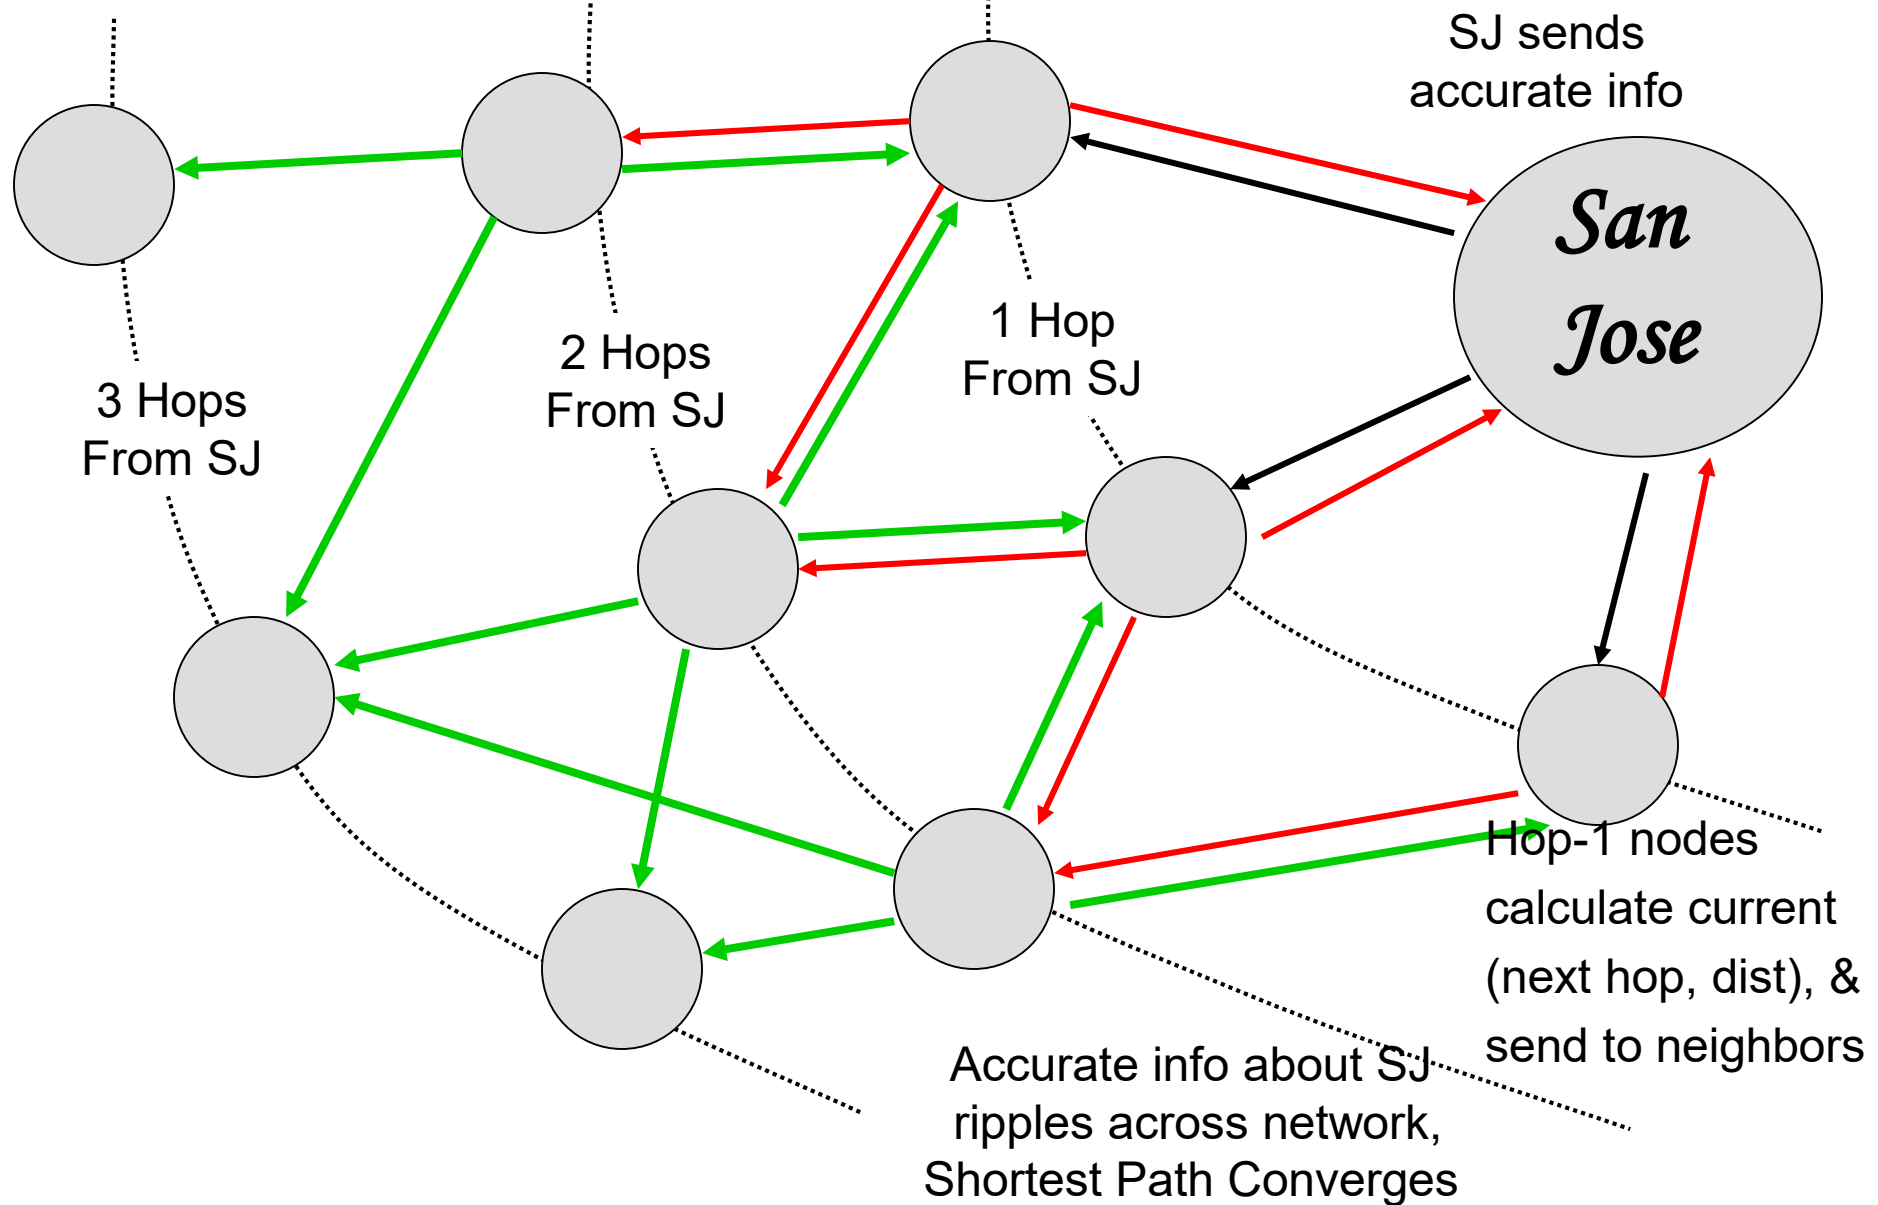 SJ sends
accurate info
San
Jose
1 Hop
From SJ
2 Hops
From SJ
3 Hops
From SJ
Hop-1 nodes
calculate current
(next hop, dist), &
send to neighbors
Accurate info about SJ
ripples across network,
Shortest Path Converges